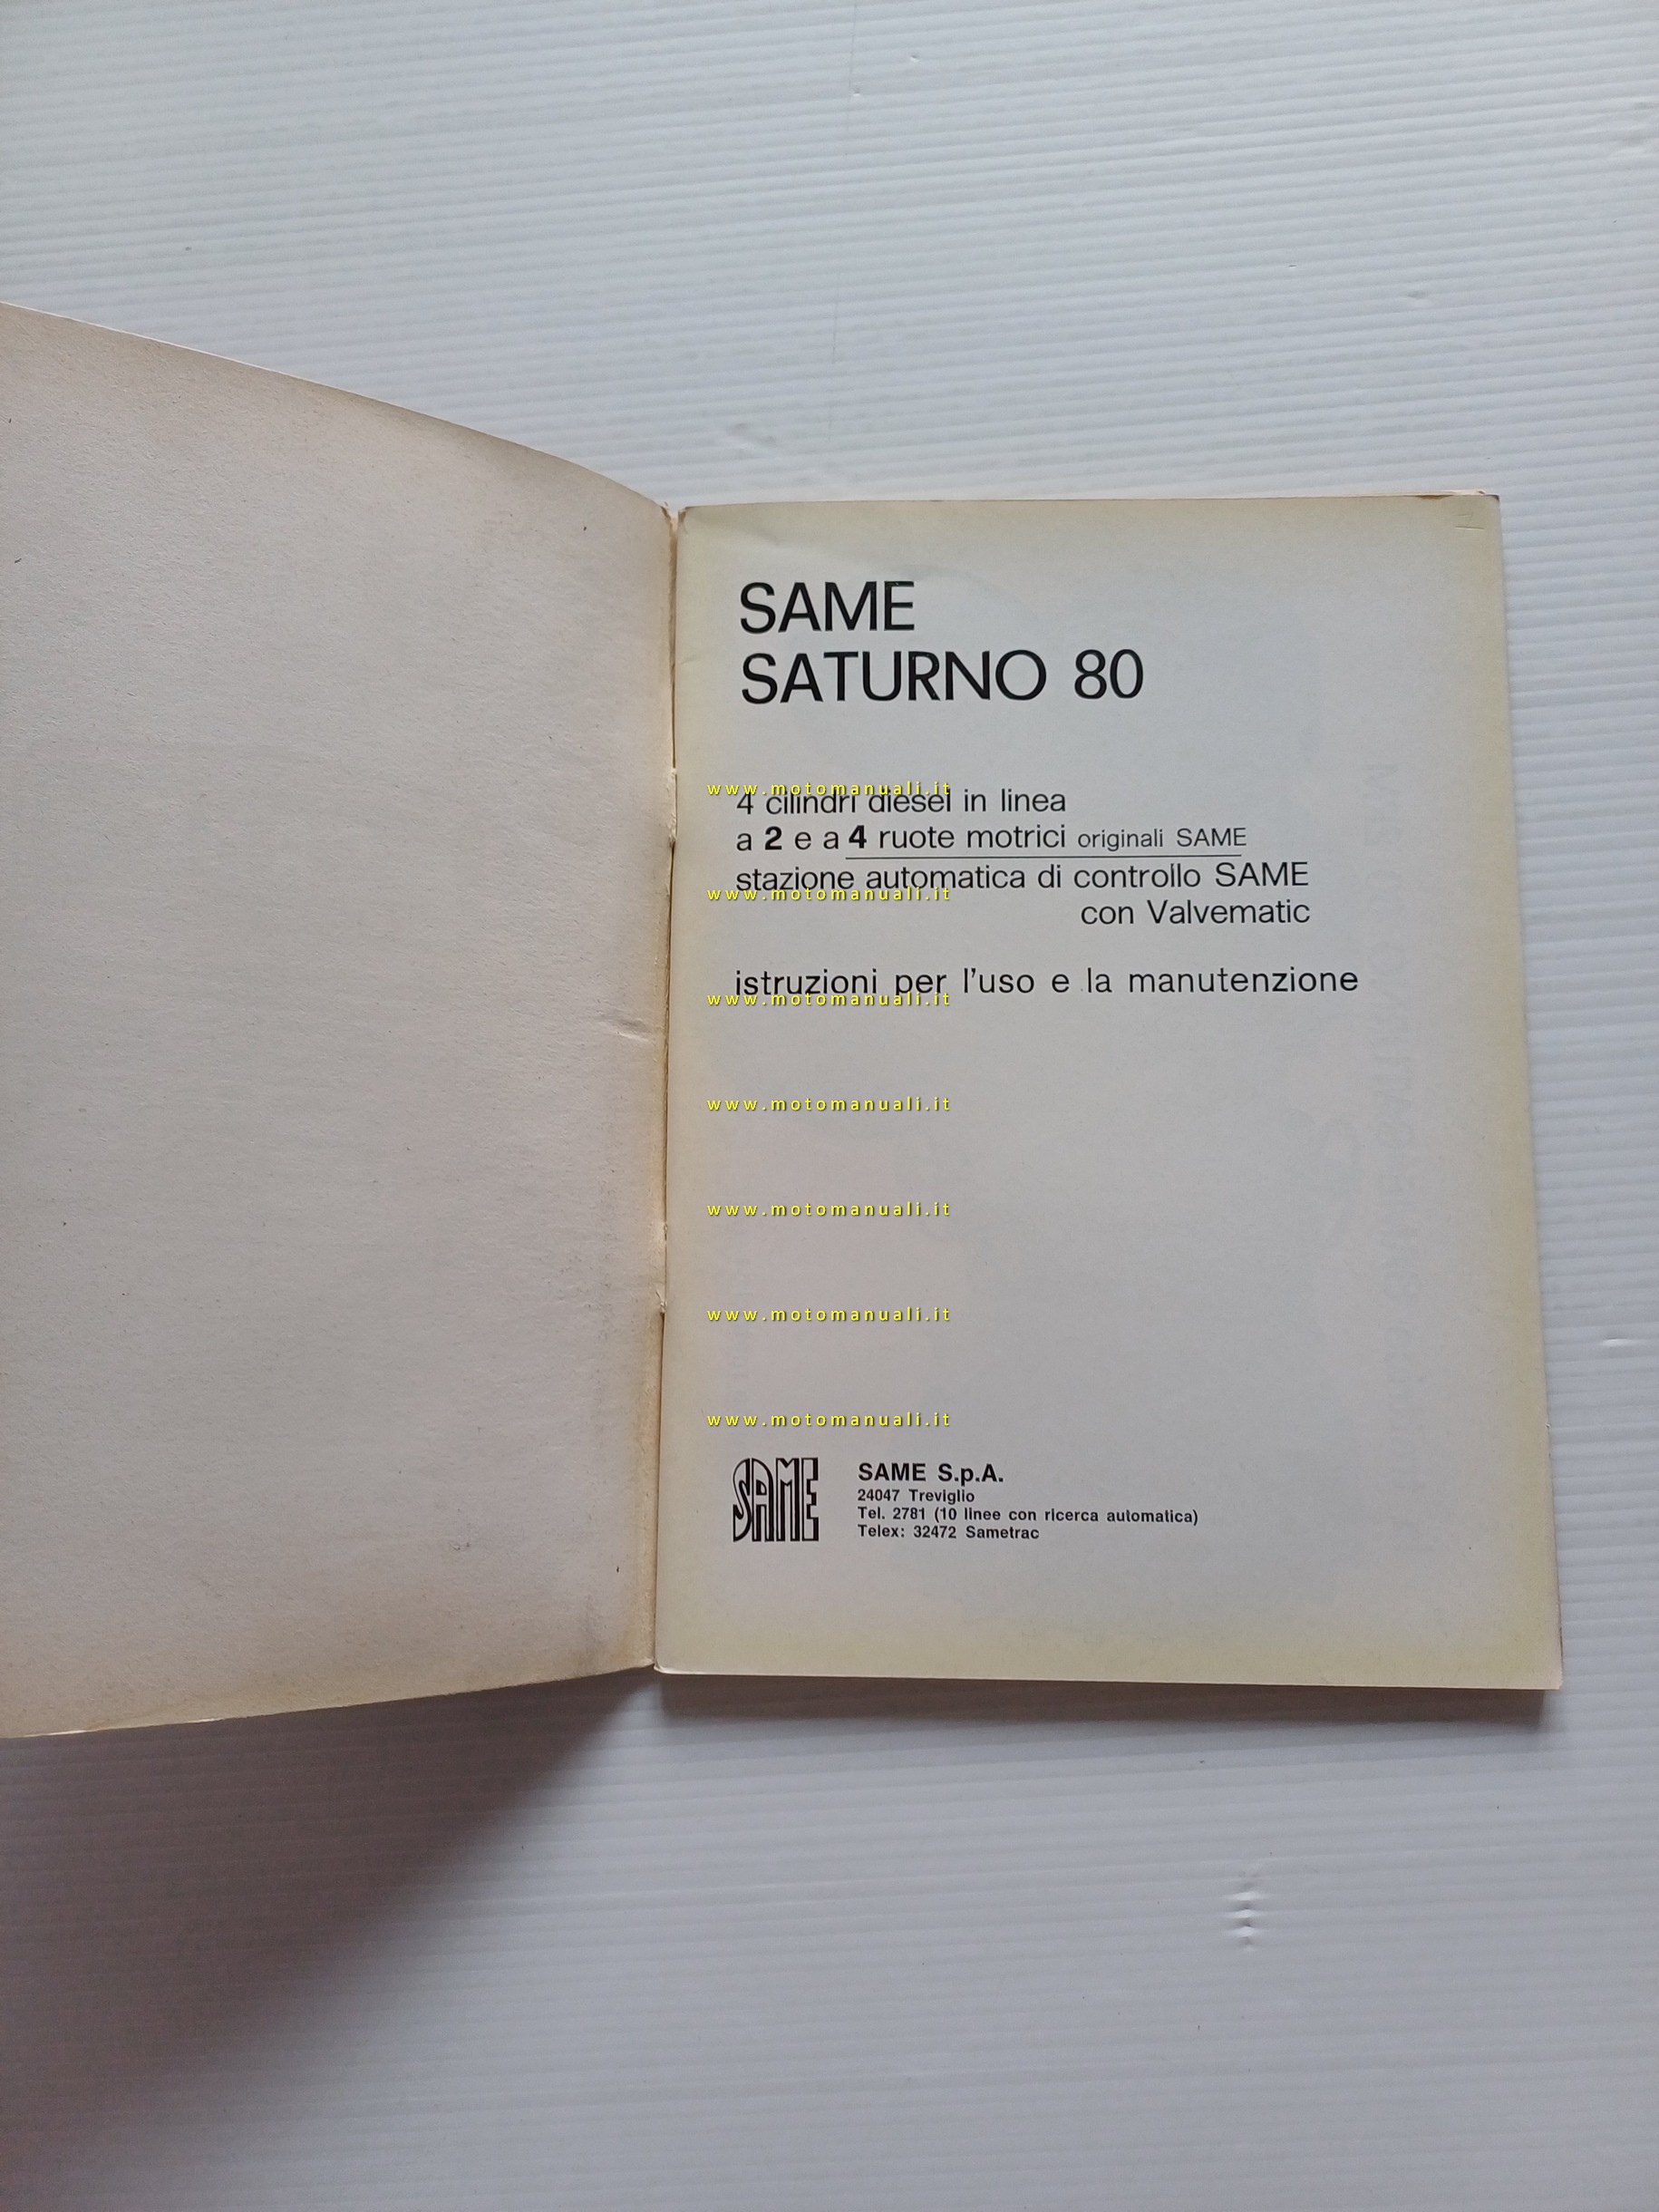 SAME
SATURNO 80
www.motomanuali.it
4 cilindri diesel in linea
a 2 e a 4 ruote motrici originali SAME
stazione automatica di controllo SAME
www.motomanuali.it
con Valvematic
istruzioni per l'uso e la manutenzione
www.motomanuali.it
www.motomanuali.it
www.motomanuali.it
www.motomanuali.it
www.motomanuali.it
SAME
SAME S.p.A.
24047 Treviglio
Tel. 2781 (10 linee con ricerca automatica)
Telex: 32472 Sametrac